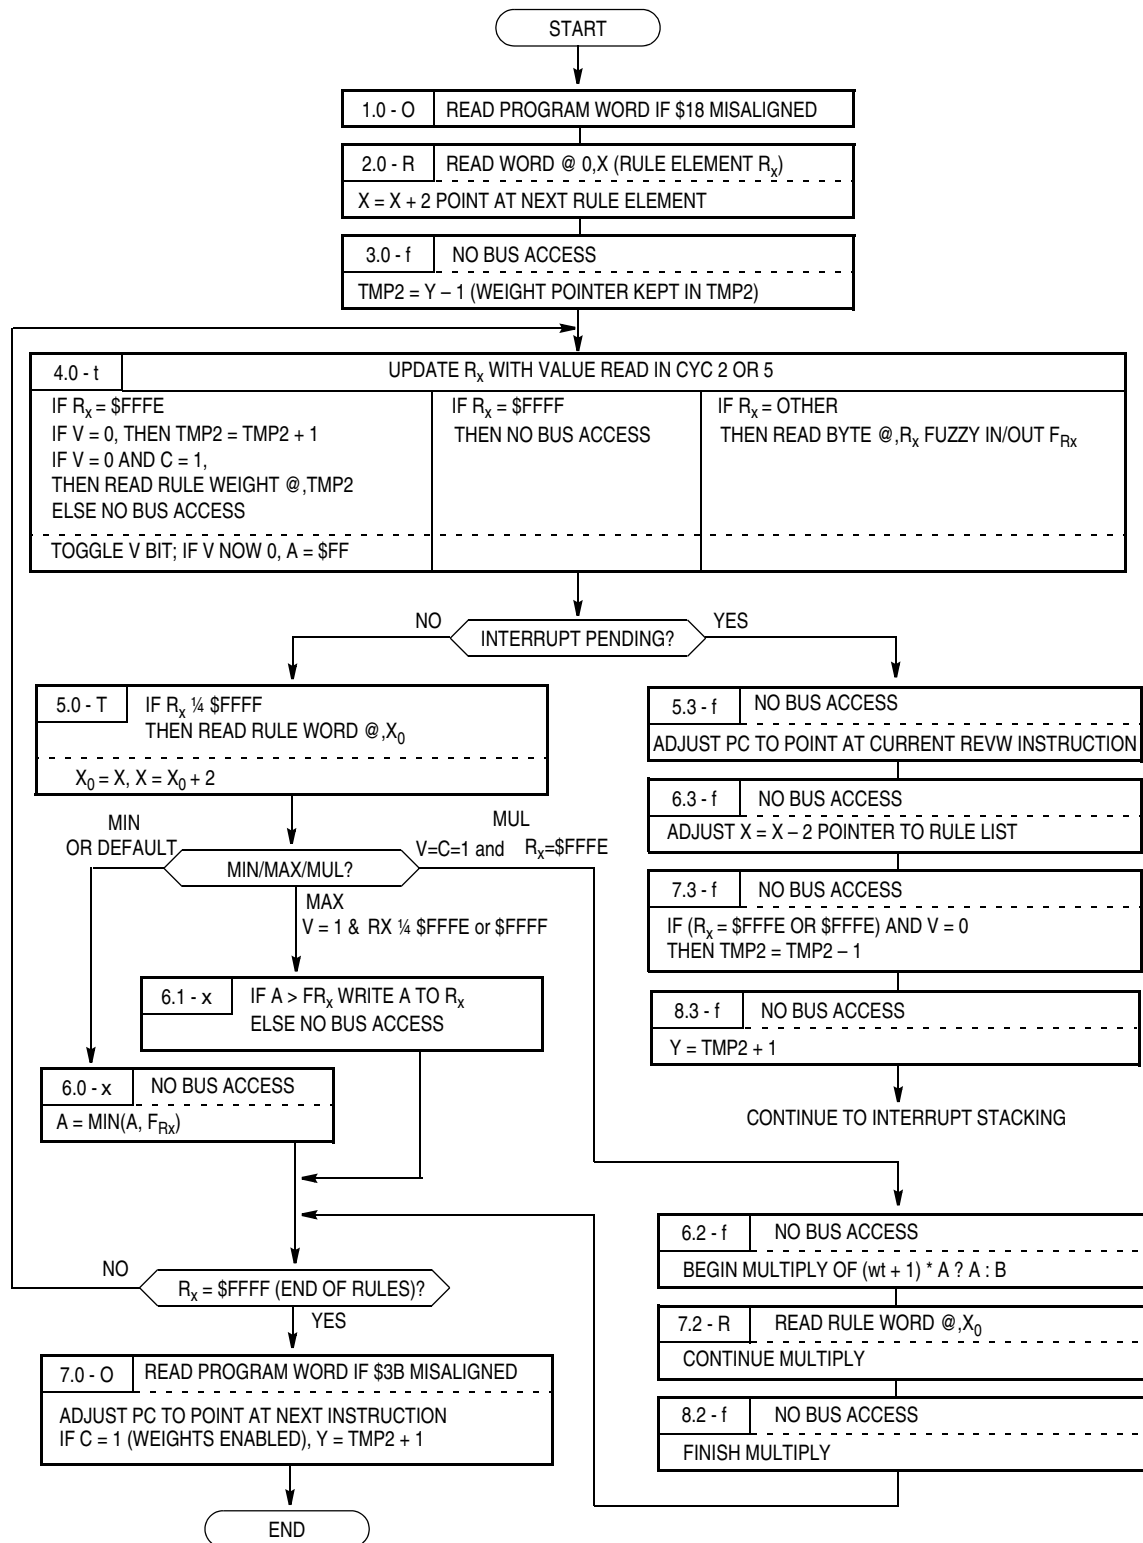 START
1.0 - O READ PROGRAM WORD IF $18 MISALIGNED
2.0 - R READ WORD @ 0,X (RULE ELEMENT Rx)
X = X + 2 POINT AT NEXT RULE ELEMENT
3.0 - f NO BUS ACCESS
TMP2 = Y – 1 (WEIGHT POINTER KEPT IN TMP2)
4.0 - t UPDATE Rx WITH VALUE READ IN CYC 2 OR 5
IF Rx = $FFFE
IF V = 0, THEN TMP2 = TMP2 + 1
IF V = 0 AND C = 1,
THEN READ RULE WEIGHT @,TMP2
ELSE NO BUS ACCESS
TOGGLE V BIT; IF V NOW 0, A = $FF
IF Rx = $FFFF
THEN NO BUS ACCESS
IF Rx = OTHER
THEN READ BYTE @,Rx FUZZY IN/OUT FRx
NO
INTERRUPT PENDING?
YES
5.0 - T IF Rx ¼ $FFFF
THEN READ RULE WORD @,X0
X0 = X, X = X0 + 2
5.3 - f NO BUS ACCESS
ADJUST PC TO POINT AT CURRENT REVW INSTRUCTION
6.3 - f NO BUS ACCESS
ADJUST X = X – 2 POINTER TO RULE LIST
7.3 - f NO BUS ACCESS
IF (Rx = $FFFE OR $FFFE) AND V = 0
THEN TMP2 = TMP2 – 1
8.3 - f NO BUS ACCESS
Y = TMP2 + 1
CONTINUE TO INTERRUPT STACKING
MIN
OR DEFAULT
MIN/MAX/MUL?
MUL
V=C=1 and Rx=$FFFE
MAX
V = 1 & RX ¼ $FFFE or $FFFF
6.1 - x IF A > FRx WRITE A TO Rx
ELSE NO BUS ACCESS
6.0 - x NO BUS ACCESS
A = MIN(A, FRx)
6.2 - f NO BUS ACCESS
BEGIN MULTIPLY OF (wt + 1) * A ? A : B
7.2 - R READ RULE WORD @,X0
CONTINUE MULTIPLY
8.2 - f NO BUS ACCESS
FINISH MULTIPLY
NO
Rx = $FFFF (END OF RULES)?
YES
7.0 - O READ PROGRAM WORD IF $3B MISALIGNED
ADJUST PC TO POINT AT NEXT INSTRUCTION
IF C = 1 (WEIGHTS ENABLED), Y = TMP2 + 1
END